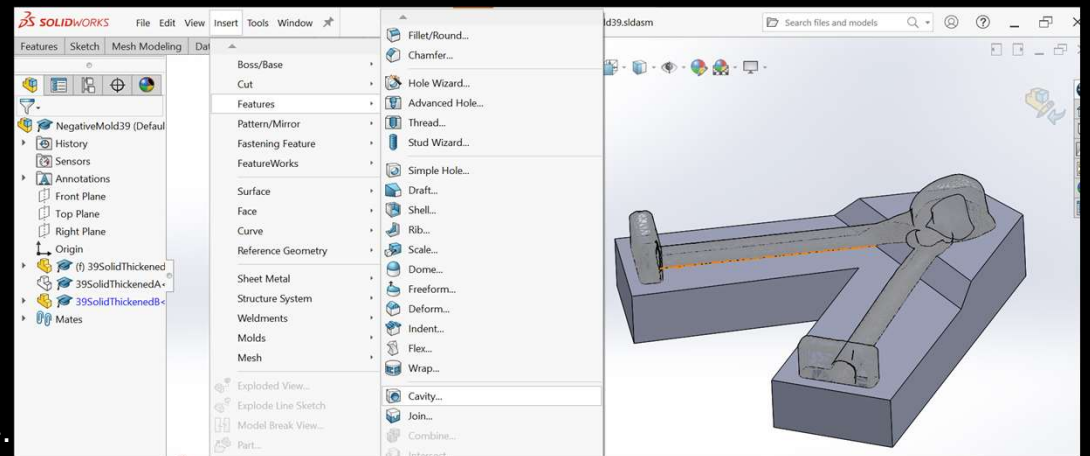 SOLIDWORKS
File Edit View Insert Tools Window
ld39.sldasm
Search files and models
Features Sketch Mesh Modeling Dat
NegativeMold39 (Defaul
History
Sensors
Annotations
Front Plane
Top Plane
Right Plane
Origin
(f) 39SolidThickened
39SolidThickenedA<
39SolidThickenedB<
Mates
Boss/Base
Cut
Features
Pattern/Mirror
Fastening Feature
FeatureWorks
Surface
Face
Curve
Reference Geometry
Sheet Metal
Structure System
Weldments
Molds
Mesh
Exploded View...
Explode Line Sketch
Model Break View...
Part...
Fillet/Round...
Chamfer...
Hole Wizard...
Advanced Hole...
Thread...
Stud Wizard...
Simple Hole...
Draft...
Shell...
Rib...
Scale...
Dome...
Freeform...
Deform...
Indent...
Flex...
Wrap...
Cavity...
Join...
Combine...
Intersect...